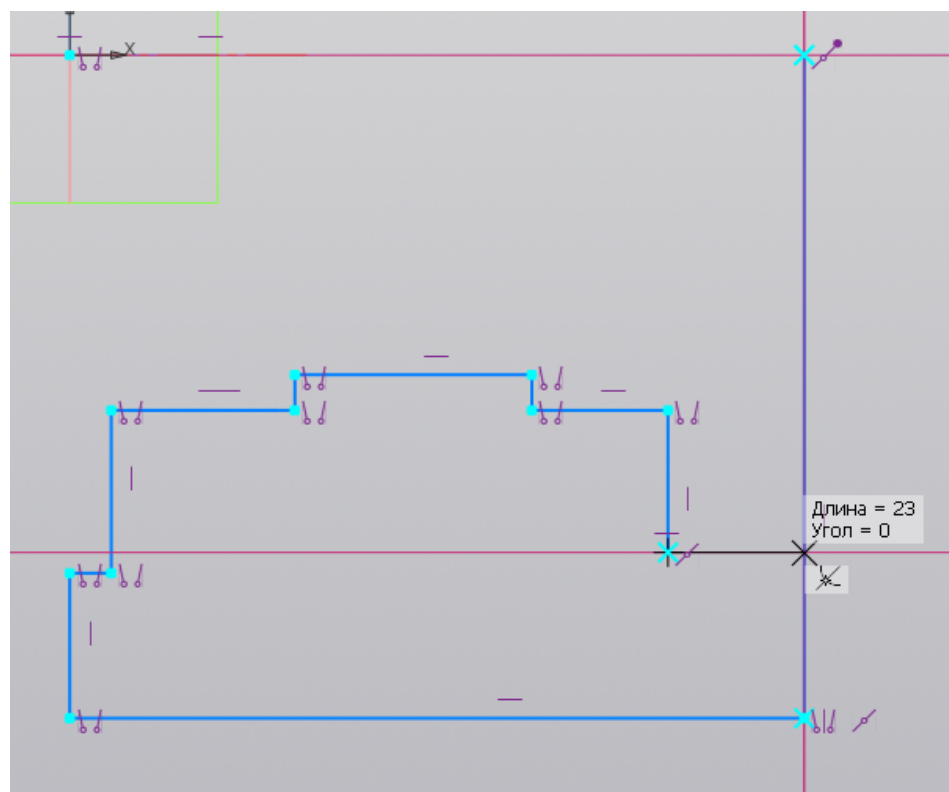 X
Длина = 23
Угол = 0